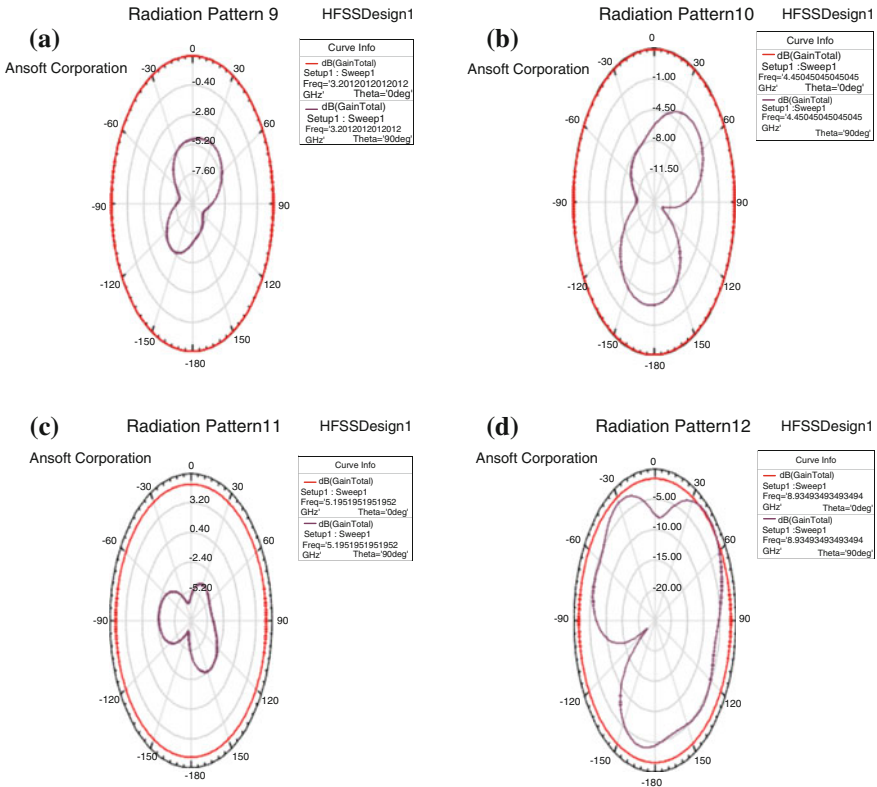 (a)
Radiation Pattern 9
HFSSDesign1
Ansoft Corporation
Curve Info
dB(GainTotal)
Setup1 : Sweep1
Freq='3.2012012012012
GHz' Theta='0deg'
dB(GainTotal)
Setup1 : Sweep1
Freq='3.2012012012012
GHz' Theta='90deg'
0
-30
30
-0.40
-60
60
-2.80
-5.20
-7.60
-90
90
-120
120
-150
150
-180
(b)
Radiation Pattern10
HFSSDesign1
Ansoft Corporation
Curve Info
dB(GainTotal)
Setup1 :Sweep1
Freq='4.45045045045045
GHz' Theta='0deg'
dB(GainTotal)
Setup1 :Sweep1
Freq='4.45045045045045
GHz' Theta='90deg'
0
-30
30
-1.00
-60
60
-4.50
-8.00
-11.50
-90
90
-120
120
-150
150
-180
(c)
Radiation Pattern11
HFSSDesign1
Ansoft Corporation
Curve Info
dB(GainTotal)
Setup1 : Sweep1
Freq='5.1951951951952
GHz' Theta='0deg'
dB(GainTotal)
Setup1 : Sweep1
Freq='5.1951951951952
GHz' Theta='90deg'
0
-30
30
3.20
-60
60
0.40
-2.40
-5.20
-90
90
-120
120
-150
150
-180
(d)
Radiation Pattern12
HFSSDesign1
Ansoft Corporation
Curve Info
dB(GainTotal)
Setup1 :Sweep1
Freq='8.93493493493494
GHz' Theta='0deg'
dB(GainTotal)
Setup1 :Sweep1
Freq='8.93493493493494
GHz' Theta='90deg'
0
-30
30
-5.00
-60
60
-10.00
-15.00
-20.00
-90
90
-120
120
-150
150
-180